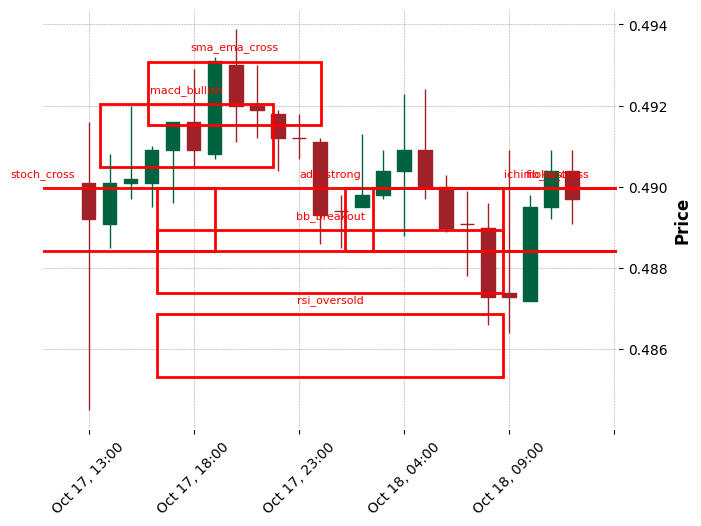 sma_ema_cross
macd_bullish
stoch_cross
adx_strong
bb_breakout
rsi_oversold
0.494
0.492
0.490
0.488
0.486
Price
Oct 17, 13:00
Oct 17, 18:00
Oct 17, 23:00
Oct 18, 04:00
Oct 18, 09:00